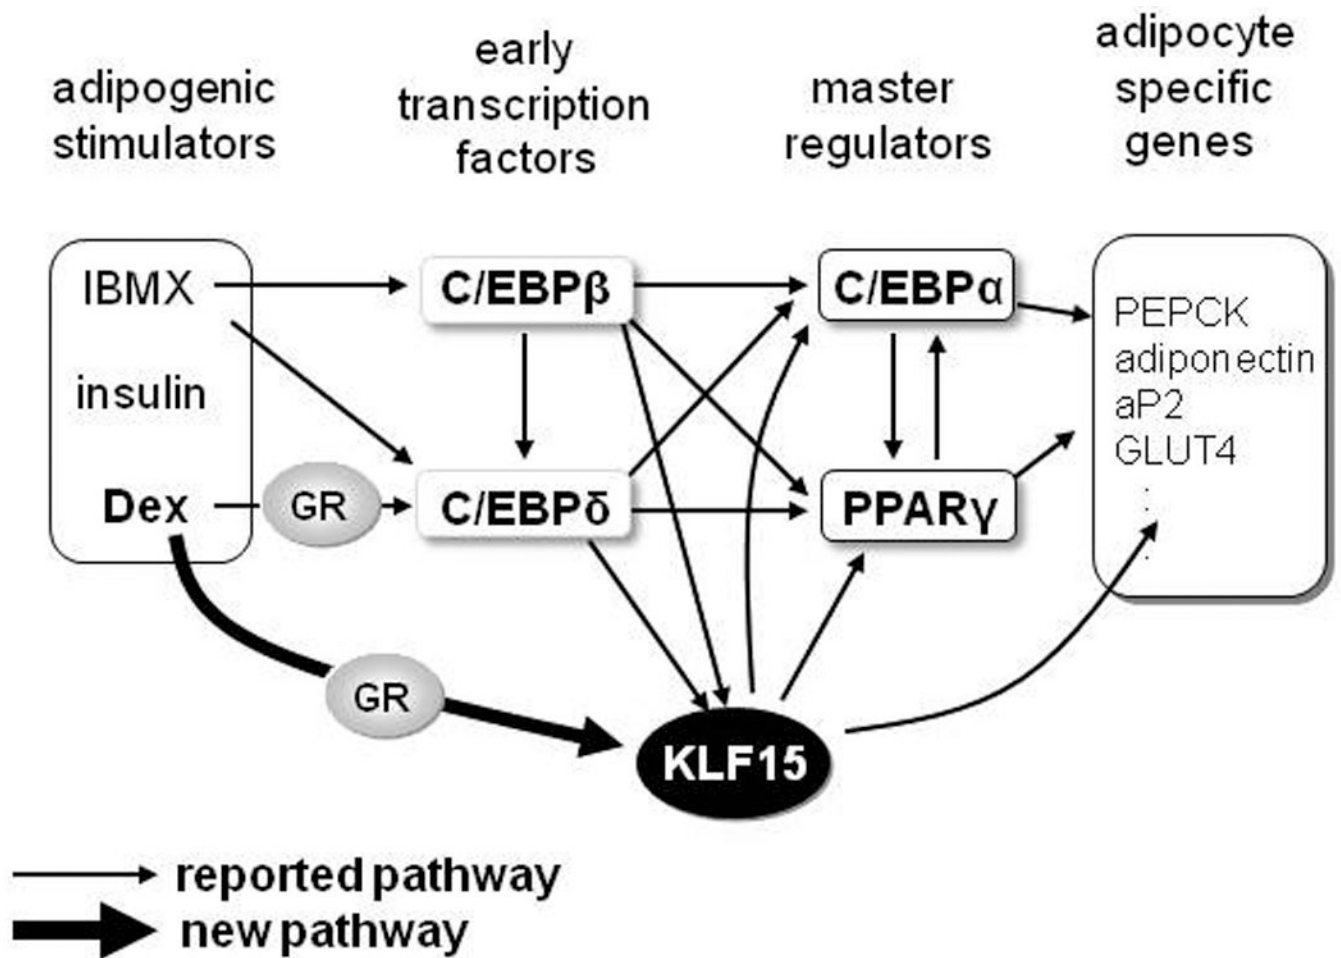 adipogenic
stimulators
early
transcription
factors
master
regulators
adipocyte
specific
genes
IBMX
insulin
Dex
GR
GR
C/EBPβ
C/EBPδ
C/EBPα
PPARγ
KLF15
PEPCK
adiponectin
aP2
GLUT4
reported pathway
new pathway